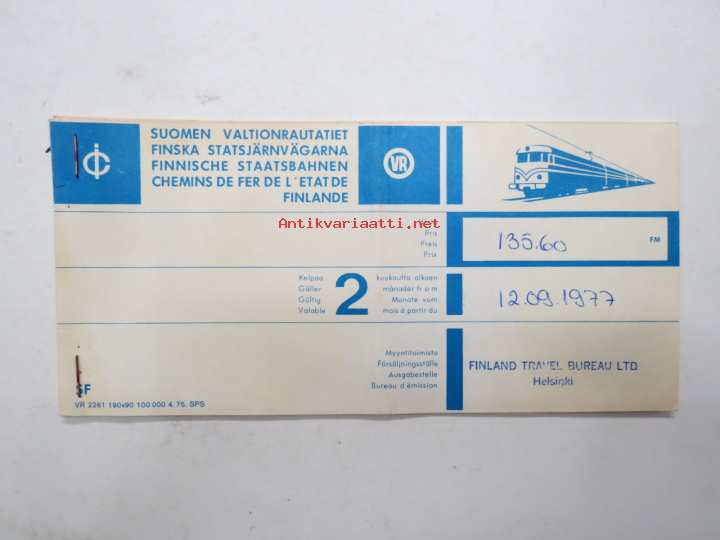 SUOMEN VALTIONRAUTATIET
FINSKA STATSJÄRNVÄGARNA
FINNISCHE STAATSBAHNEN
CHEMINS DE FER DE L'ETAT DE
FINLANDE
VR
Antikvariaatti.net
Pris
Preis
Prix
135.60
FM
Kelpaa
Gäller
Gültig
Valable
2
kuukautta alkaen
månader fr o m
Monate vom
mois à partir du
12.09.1977
Myyntitoimisto
Försäljningsställe
Ausgabestelle
Bureau d'émission
FINLAND TRAVEL BUREAU LTD
Helsinki
SF
VR 2261 190x90 100 000 4. 75. SPS